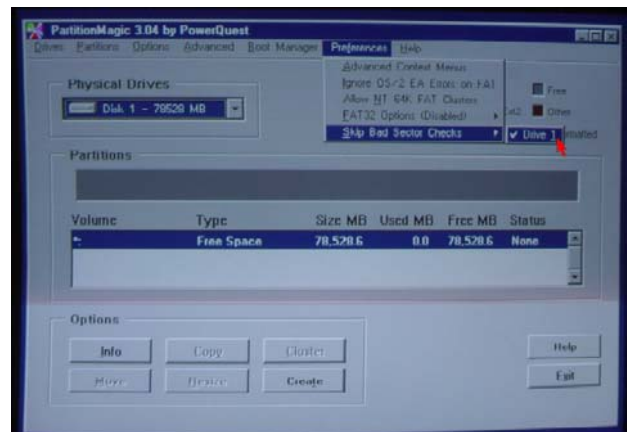 PartitionMagic 3.04 by PowerQuest
Drives Partitions Options Advanced Boot Manager Preferences Help
Advanced Context Menus
Ignore OS/2 EA Errors on FAT
Allow NT 64K FAT Clusters
FAT32 Options (Disabled)
Skip Bad Sector Checks
Drive 1
Physical Drives
Disk 1 - 78528 MB
Free
Other
Partitions
Volume Type Size MB Used MB Free MB Status
*: Free Space 78,528.6 0.0 78,528.6 None
Options
Info Copy Cluster
Move Resize Create
Help
Exit